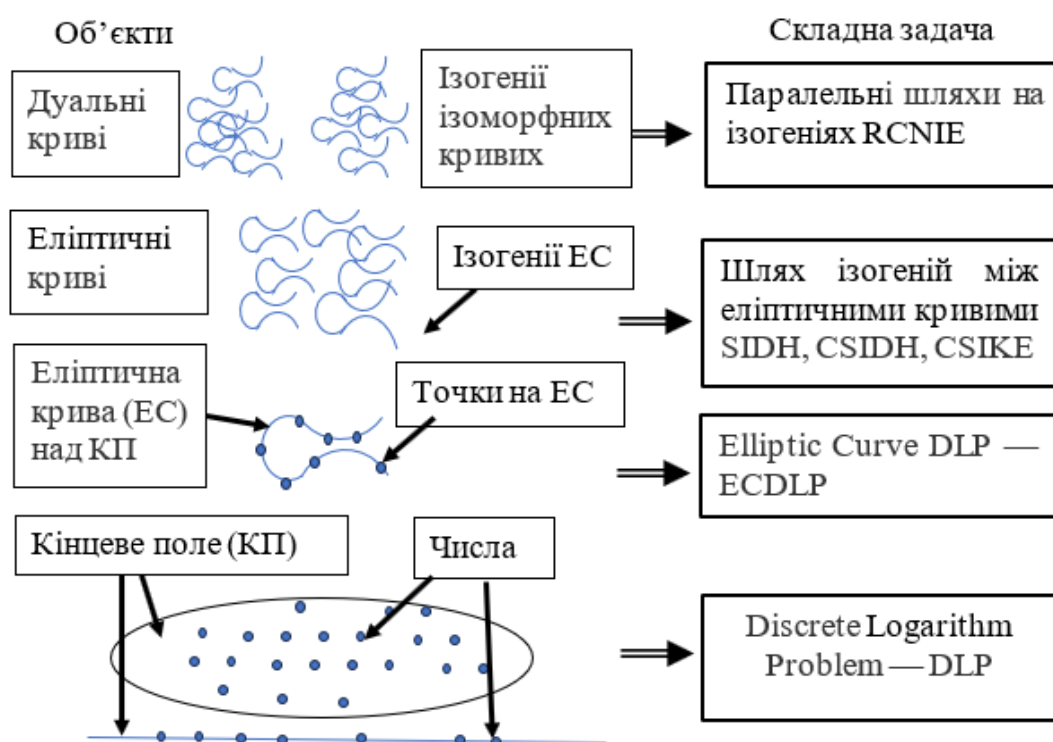 Об’єкти
Складна задача
Дуальні
криві
Ізогенії
ізоморфних
кривих
Паралельні шляхи на
ізогеніях RCNIE
Еліптичні
криві
Ізогенії ЕС
Шлях ізогеній між
еліптичними кривими
SIDH, CSIDH, CSIKE
Еліптична
крива (ЕС)
над КП
Точки на ЕС
Elliptic Curve DLP —
ECDLP
Кінцеве поле (КП)
Числа
Discrete Logarithm
Problem — DLP